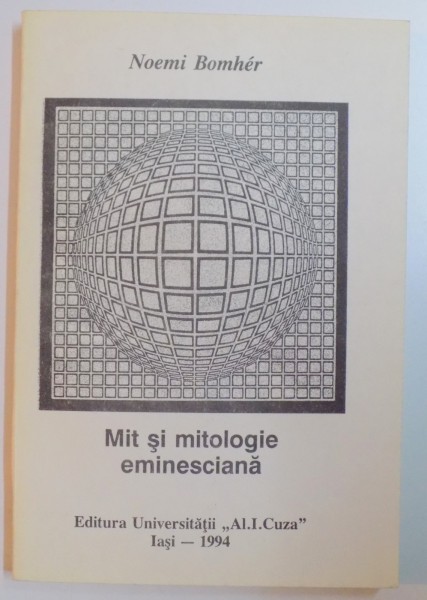 Noemi Bomhér
Mit şi mitologie
eminesciană
Editura Universităţii „Al.I.Cuza”
Iaşi — 1994